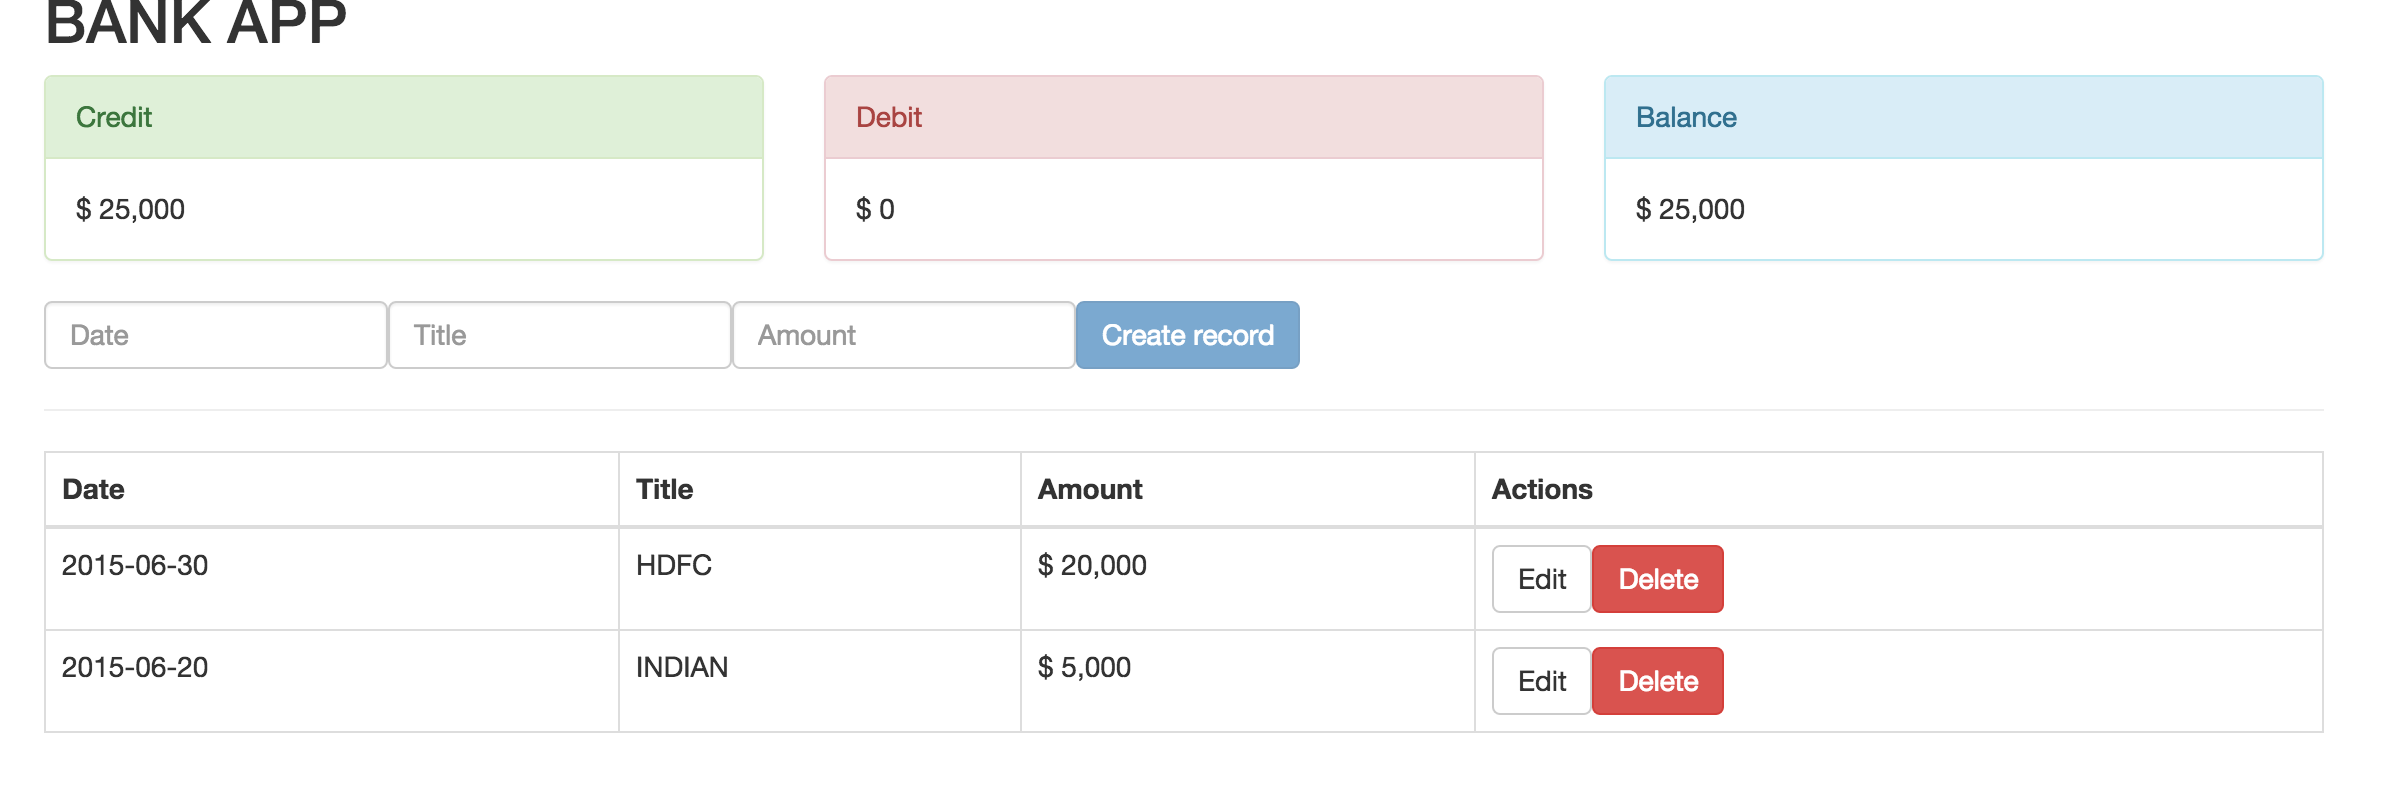 BANK APP
Credit
Debit
Balance
$ 25,000
$ 0
$ 25,000
Date
Title
Amount
Create record
Date
Title
Amount
Actions
2015-06-30
HDFC
$ 20,000
Edit
Delete
2015-06-20
INDIAN
$ 5,000
Edit
Delete